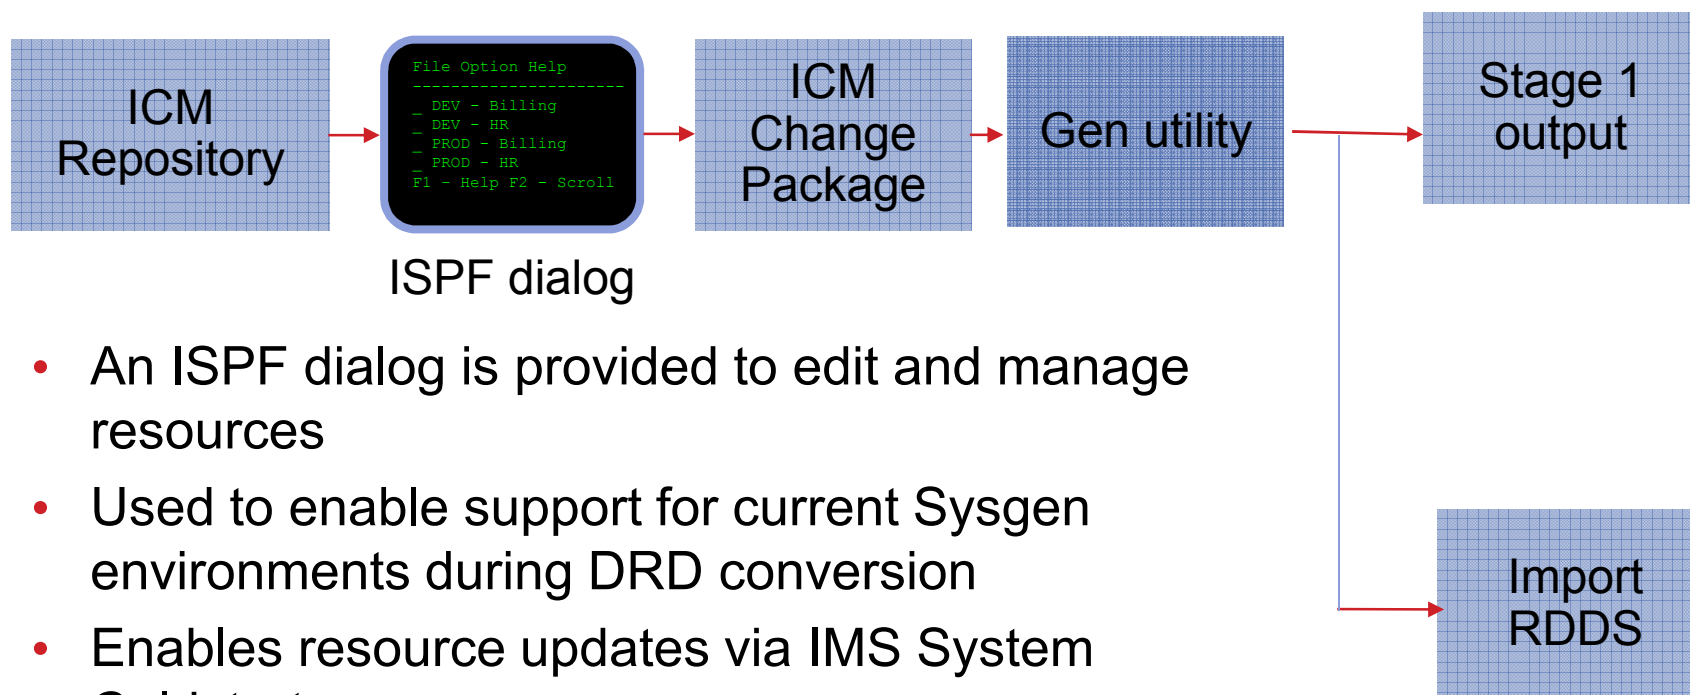 ICM
Repository
File Option Help
----------------------
_ DEV - Billing
_ DEV - HR
_ PROD - Billing
_ PROD - HR
F1 - Help F2 - Scroll
ISPF dialog
ICM
Change
Package
Gen utility
Stage 1
output
Import
RDDS
• An ISPF dialog is provided to edit and manage
resources
• Used to enable support for current Sysgen
environments during DRD conversion
• Enables resource updates via IMS System